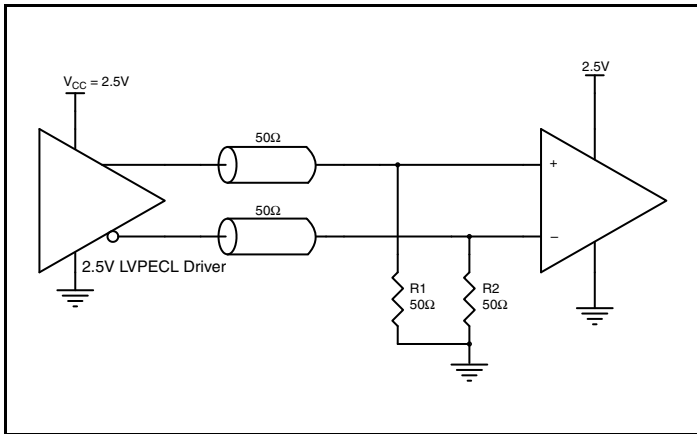 V_CC = 2.5V
2.5V
50Ω
50Ω
+
−
2.5V LVPECL Driver
R1
50Ω
R2
50Ω